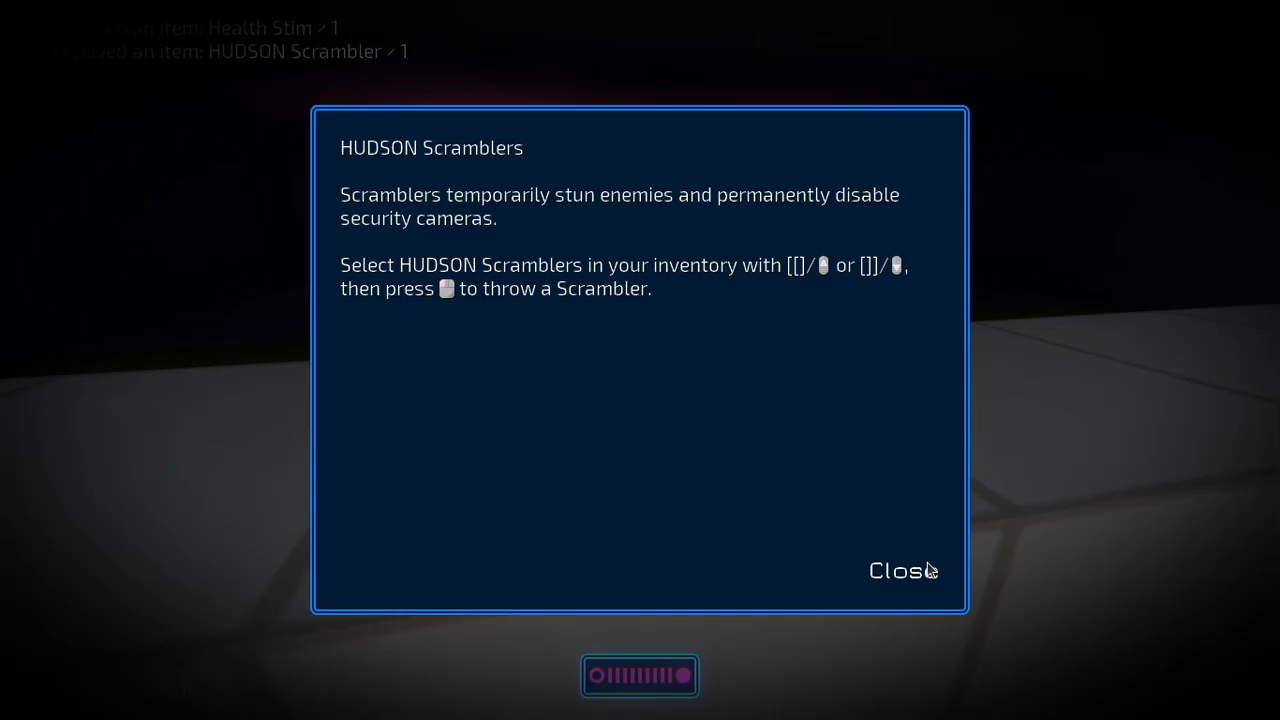 an item: Health Stim / 1
an item: HUDSON Scrambler / 1
HUDSON Scramblers
Scramblers temporarily stun enemies and permanently disable
security cameras.
Select HUDSON Scramblers in your inventory with [[]/ or []]/,
then press to throw a Scrambler.
Close